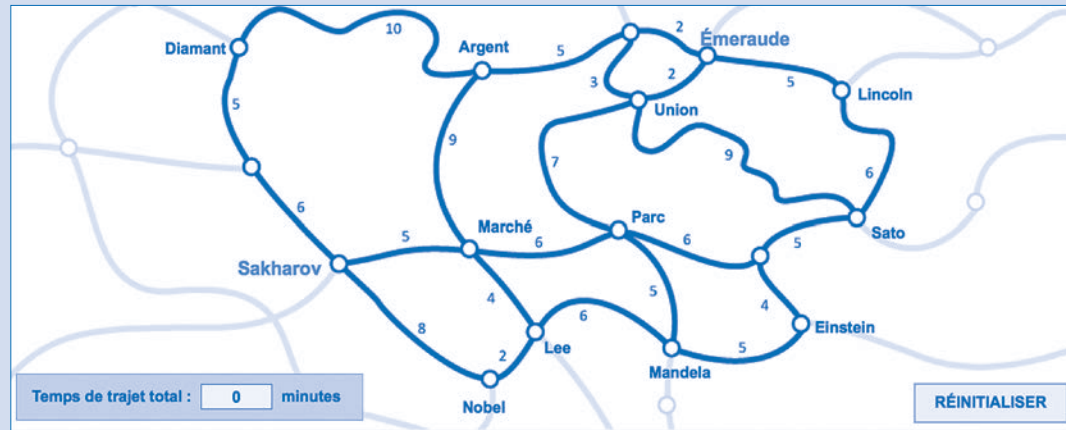 10
2
Diamant
Argent
5
Émeraude
3
2
5
Lincoln
5
Union
9
7
9
6
6
Parc
Marché
6
6
5
Sato
5
Sakharov
4
5
4
8
6
Einstein
2
Lee
5
Mandela
Temps de trajet total : 0 minutes
Nobel
RÉINITIALISER